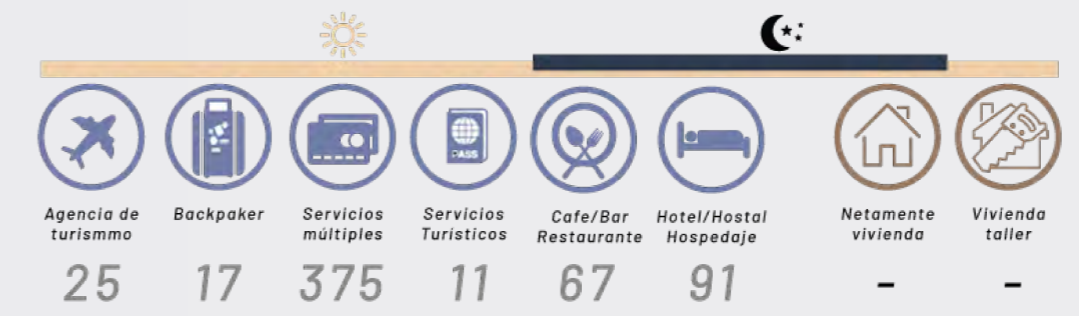 PASS
Agencia de
turismmo
25
Backpaker
17
Servicios
múltiples
375
Servicios
Turísticos
11
Cafe/Bar
Restaurante
67
Hotel/Hostal
Hospedaje
91
Netamente
vivienda
-
Vivienda
taller
-